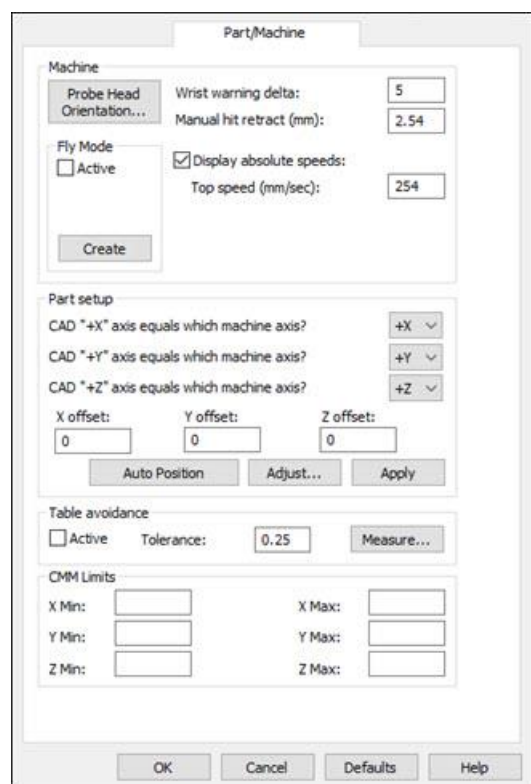 Part/Machine
Machine
Probe Head
Orientation...
Wrist warning delta:
5
Manual hit retract (mm):
2.54
Fly Mode
Active
Display absolute speeds:
Top speed (mm/sec):
254
Create
Part setup
CAD "+X" axis equals which machine axis?
+X
CAD "+Y" axis equals which machine axis?
+Y
CAD "+Z" axis equals which machine axis?
+Z
X offset: Y offset: Z offset:
0 0 0
Auto Position Adjust... Apply
Table avoidance
Active Tolerance: 0.25 Measure...
CMM Limits
X Min: X Max:
Y Min: Y Max:
Z Min: Z Max:
OK Cancel Defaults Help